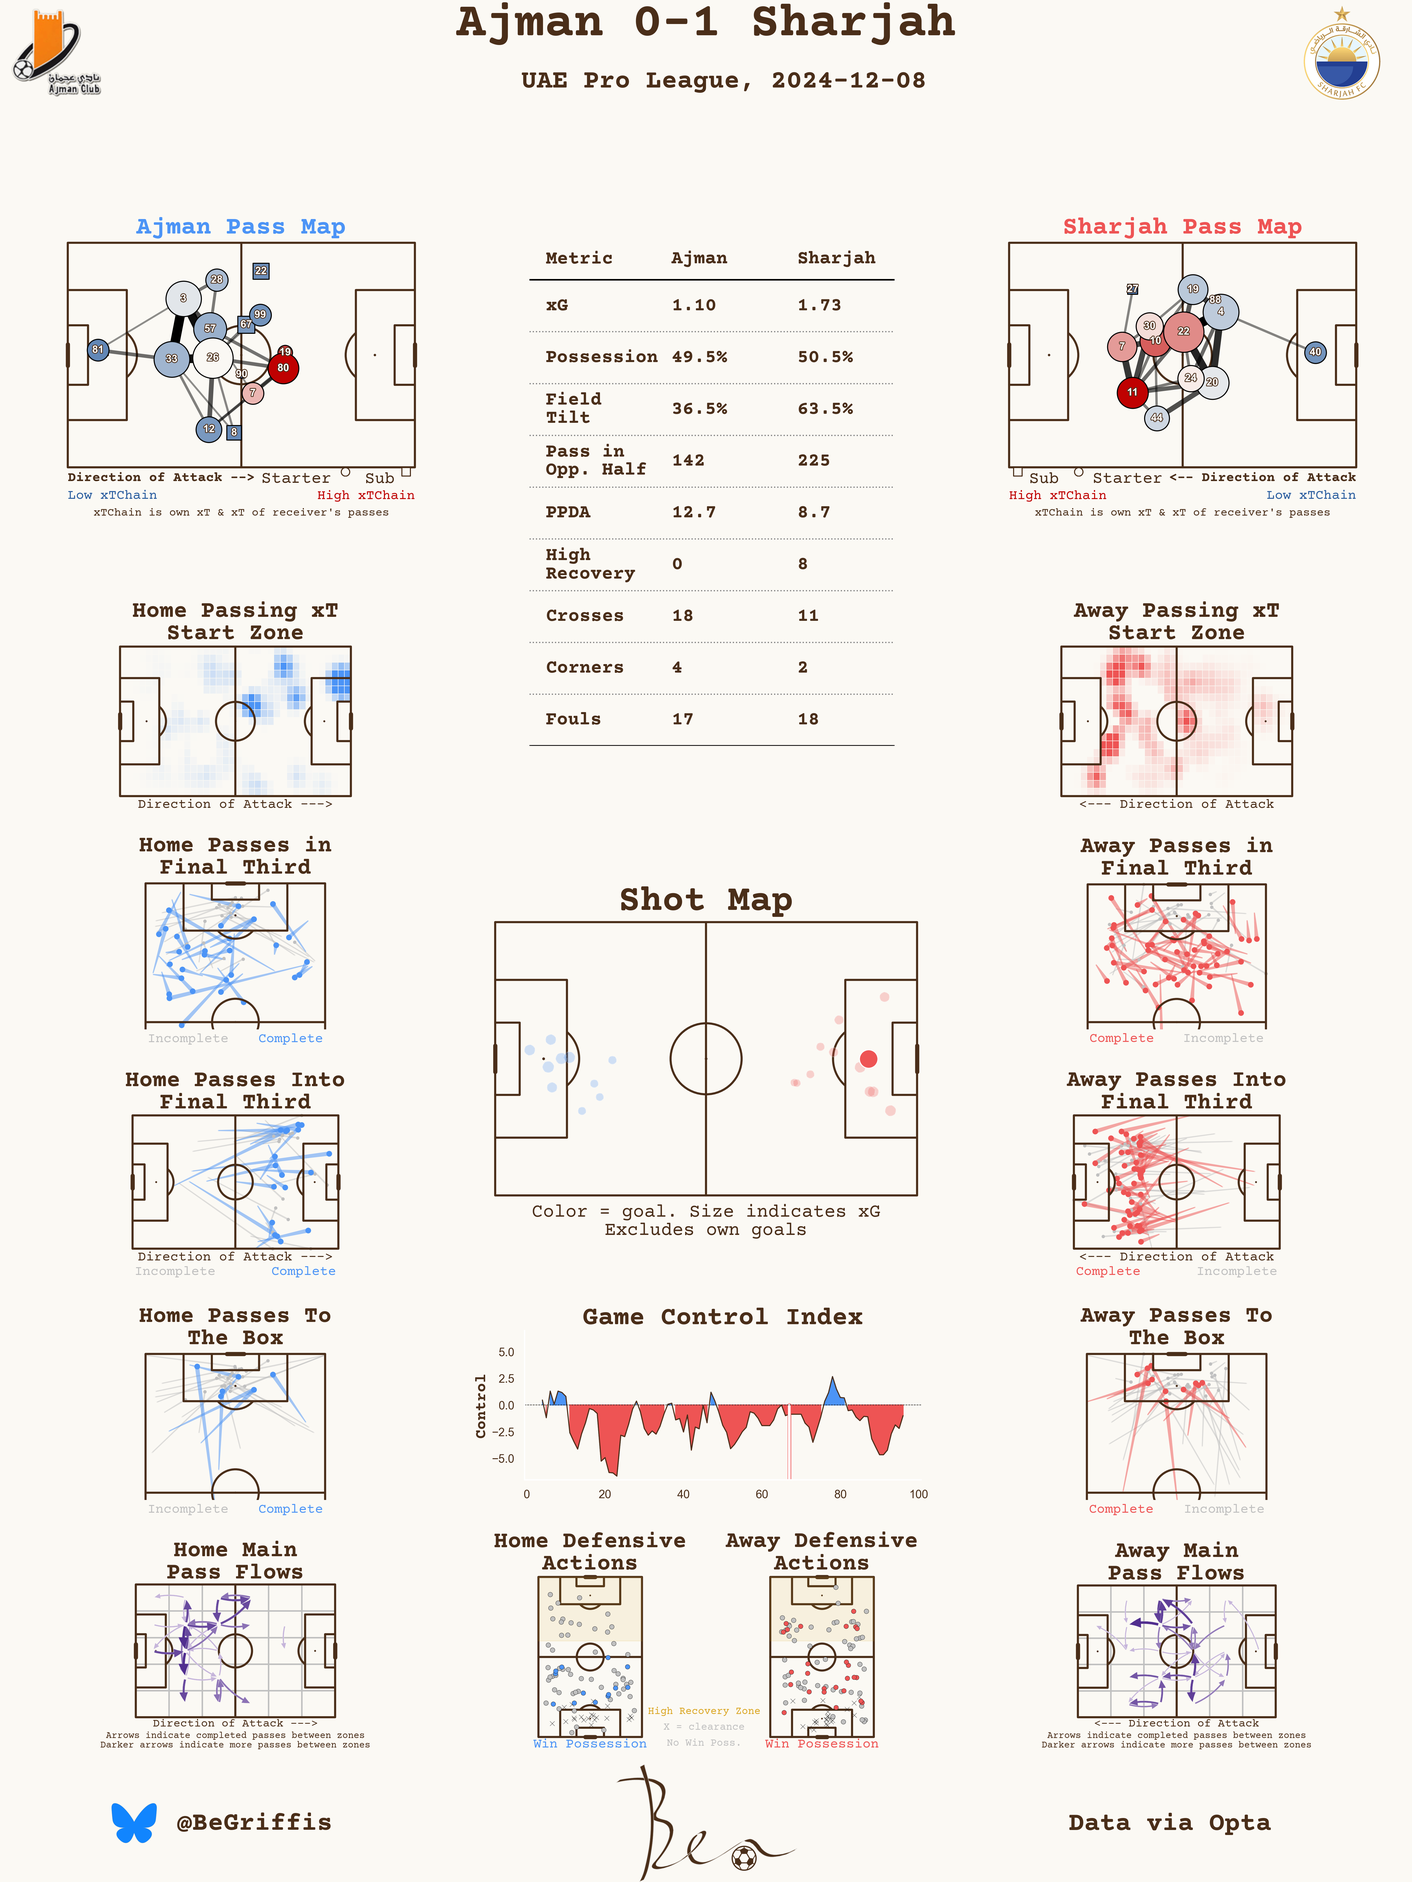 Ajman 0-1 Sharjah
UAE Pro League, 2024-12-08
نادي عجمان
Ajman Club
نادي الشارقة الرياضي
SHARJAH FC
Ajman Pass Map
81
3
28
22
57
67
99
33
26
19
80
90
7
12
8
Direction of Attack --> Starter Sub
Low xTChain High xTChain
xTChain is own xT & xT of receiver's passes
Metric Ajman Sharjah
xG 1.10 1.73
Possession 49.5% 50.5%
Field Tilt 36.5% 63.5%
Pass in Opp. Half 142 225
PPDA 12.7 8.7
High Recovery 0 8
Crosses 18 11
Corners 4 2
Fouls 17 18
Sharjah Pass Map
27
19
88
4
30
22
7
10
40
24
20
11
44
Sub Starter <-- Direction of Attack
High xTChain Low xTChain
xTChain is own xT & xT of receiver's passes
Home Passing xT
Start Zone
Direction of Attack --->
Away Passing xT
Start Zone
<--- Direction of Attack
Home Passes in
Final Third
Incomplete Complete
Away Passes in
Final Third
Complete Incomplete
Shot Map
Color = goal. Size indicates xG
Excludes own goals
Home Passes Into
Final Third
Direction of Attack --->
Incomplete Complete
Away Passes Into
Final Third
<--- Direction of Attack
Complete Incomplete
Home Passes To
The Box
Incomplete Complete
Game Control Index
Control
5.0
2.5
0.0
−2.5
−5.0
0 20 40 60 80 100
Away Passes To
The Box
Complete Incomplete
Home Main
Pass Flows
Direction of Attack --->
Arrows indicate completed passes between zones
Darker arrows indicate more passes between zones
Home Defensive
Actions
Win Possession
High Recovery Zone
X = clearance
No Win Poss.
Away Defensive
Actions
Win Possession
Away Main
Pass Flows
<--- Direction of Attack
Arrows indicate completed passes between zones
Darker arrows indicate more passes between zones
@BeGriffis
Ben
Data via Opta